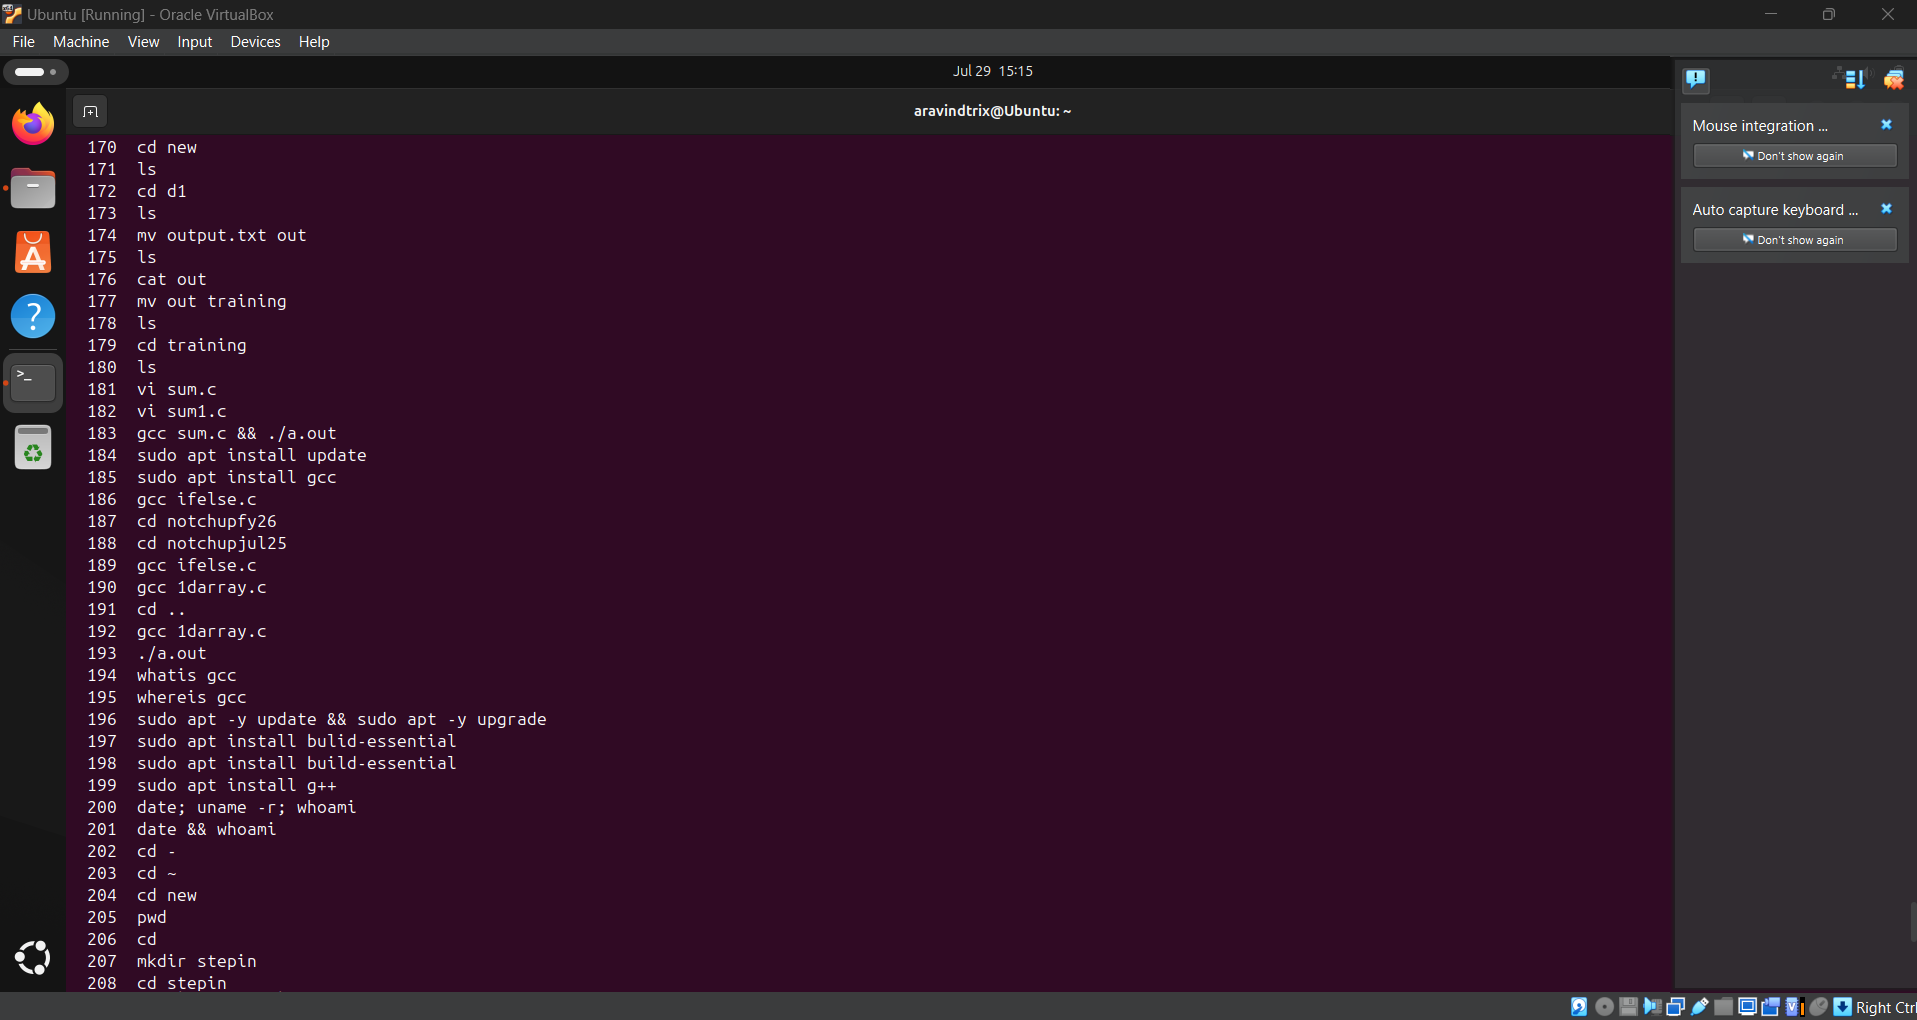 Ubuntu [Running] - Oracle VirtualBox
File Machine View Input Devices Help
Jul 29 15:15
aravindtrix@Ubuntu: ~
170 cd new
171 ls
172 cd d1
173 ls
174 mv output.txt out
175 ls
176 cat out
177 mv out training
178 ls
179 cd training
180 ls
181 vi sum.c
182 vi sum1.c
183 gcc sum.c && ./a.out
184 sudo apt install update
185 sudo apt install gcc
186 gcc ifelse.c
187 cd notchupfy26
188 cd notchupjul25
189 gcc ifelse.c
190 gcc 1darray.c
191 cd ..
192 gcc 1darray.c
193 ./a.out
194 whatis gcc
195 whereis gcc
196 sudo apt -y update && sudo apt -y upgrade
197 sudo apt install bulid-essential
198 sudo apt install build-essential
199 sudo apt install g++
200 date; uname -r; whoami
201 date && whoami
202 cd -
203 cd ~
204 cd new
205 pwd
206 cd
207 mkdir stepin
208 cd stepin
Mouse integration ...
Don't show again
Auto capture keyboard ...
Don't show again
Right Ctrl